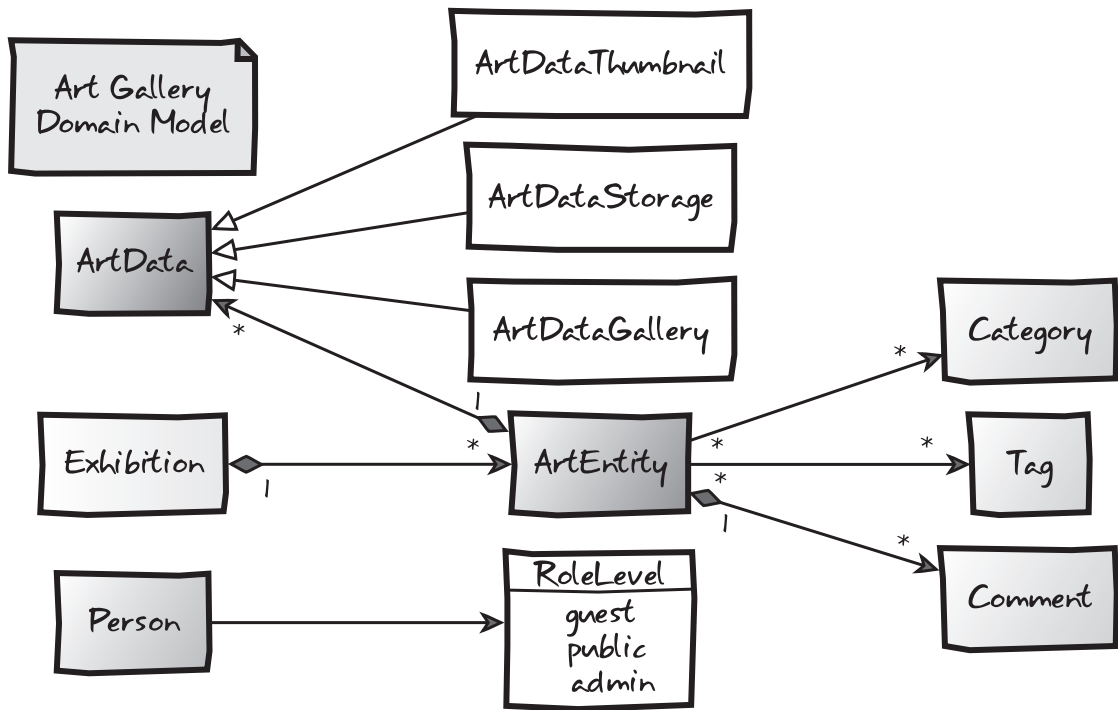 Art Gallery
Domain Model
ArtDataThumbnail
ArtDataStorage
ArtData
ArtDataGallery
*
Category
*
1
*
*
*
Exhibition
ArtEntity
Tag
1
*
1
*
RoleLevel
Comment
Person
guest
public
admin